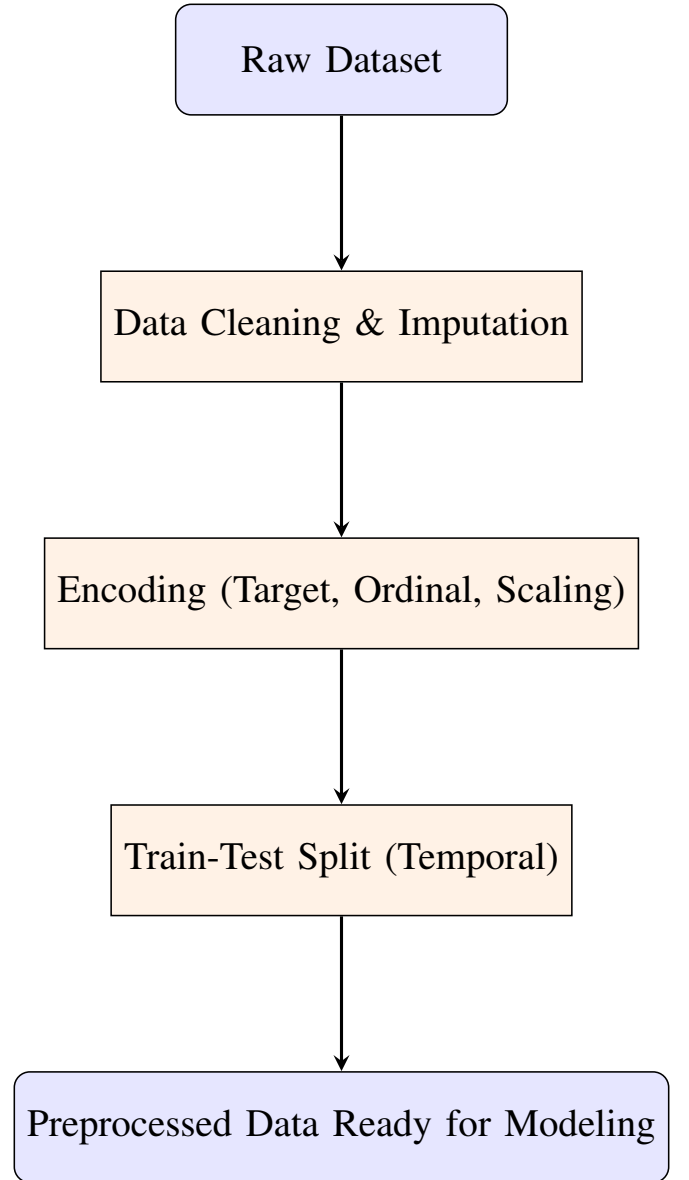 Raw Dataset
Data Cleaning & Imputation
Encoding (Target, Ordinal, Scaling)
Train-Test Split (Temporal)
Preprocessed Data Ready for Modeling